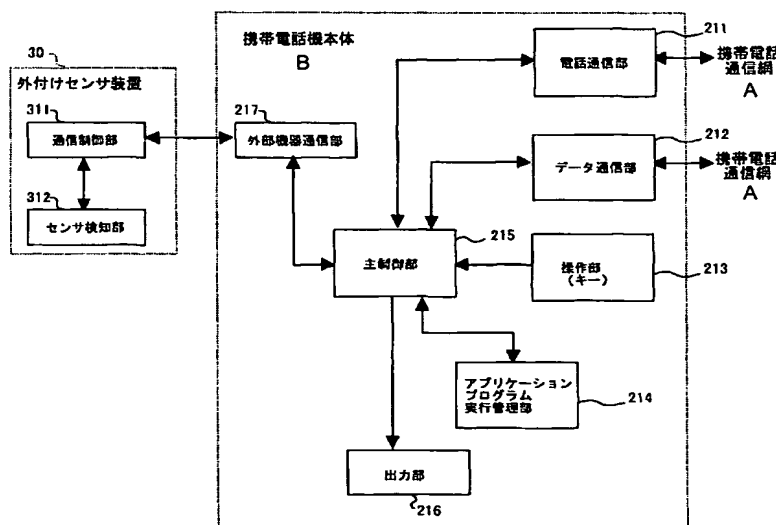 30
外付けセンサ装置
311
通信制御部
312
センサ検知部
携帯電話機本体
B
217
外部機器通信部
211
電話通信部
携帯電話
通信網
A
212
データ通信部
携帯電話
通信網
A
215
主制御部
操作部
(キー)
213
アプリケーション
プログラム
実行管理部
214
出力部
216